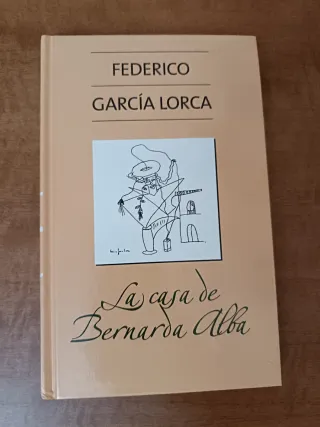 FEDERICO
GARCÍA LORCA
La casa de
Bernarda Alba